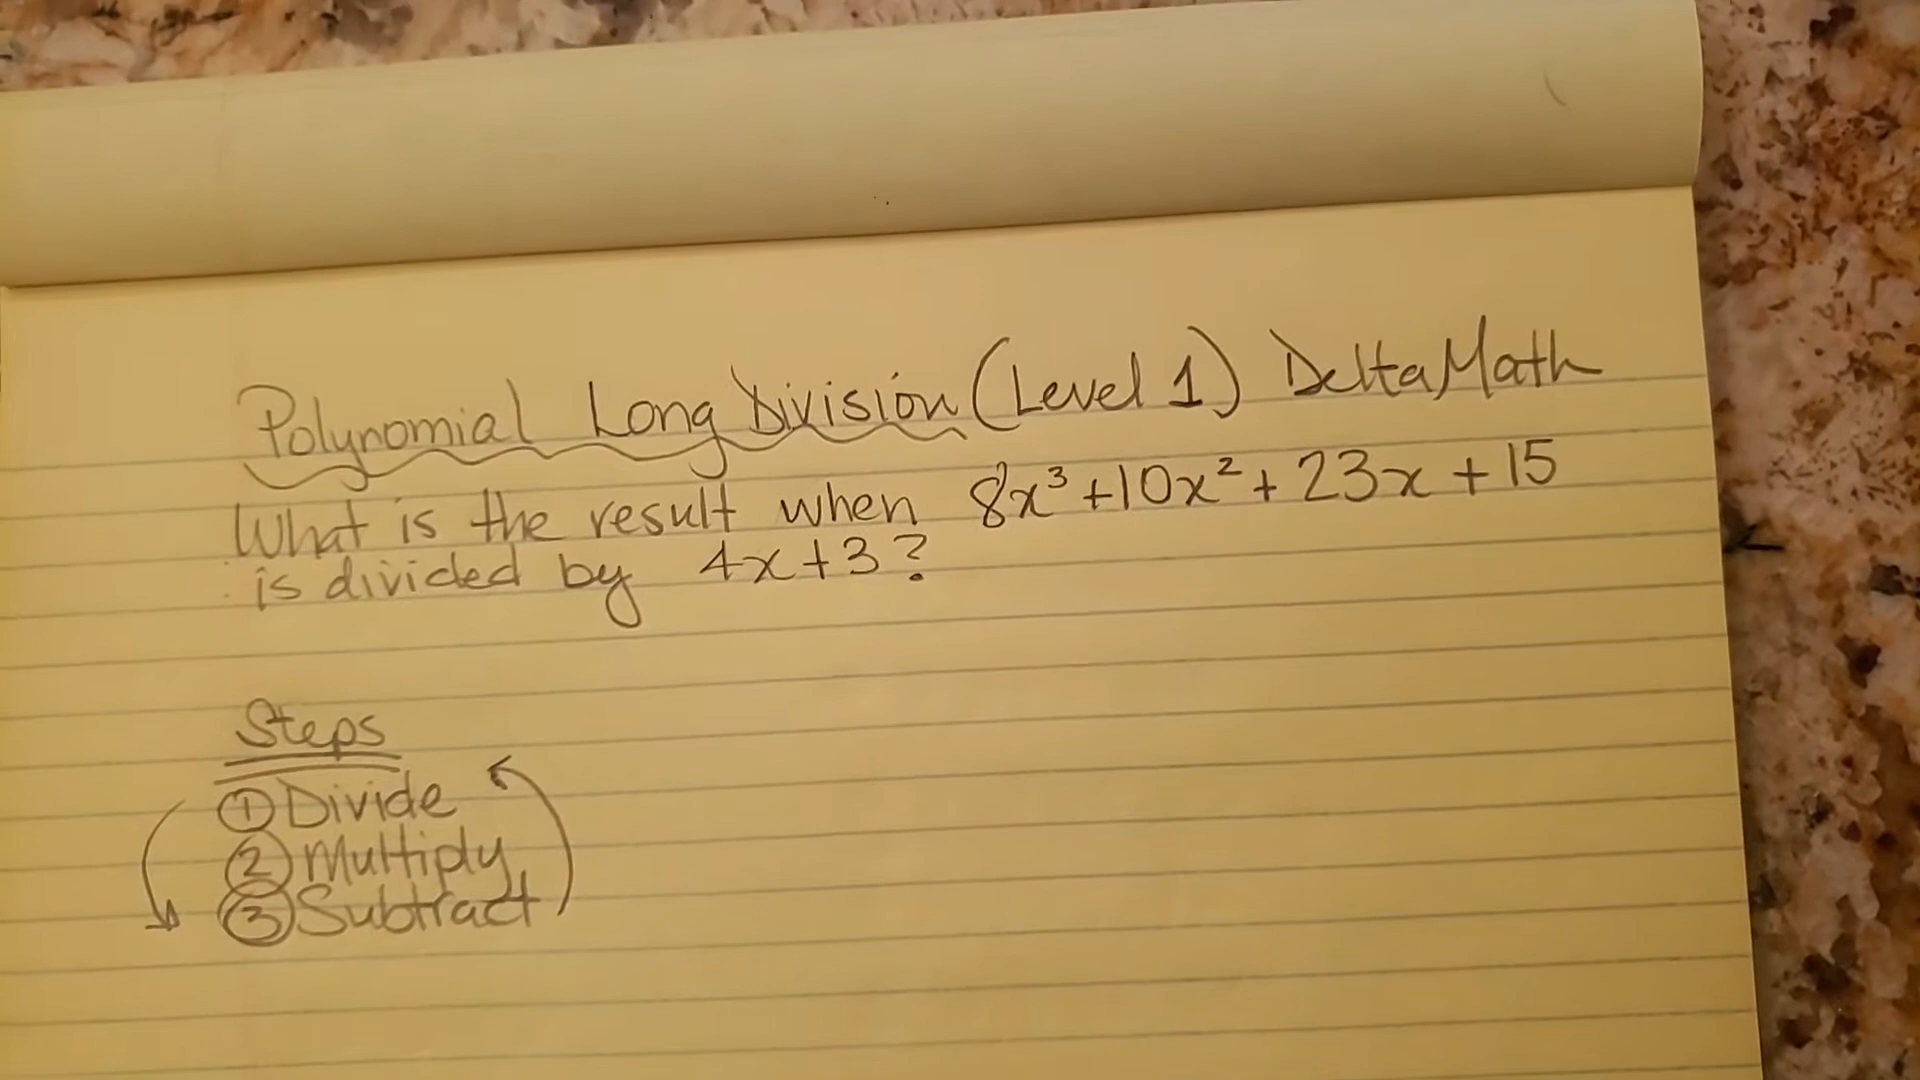 Polynomial Long Division (Level 1) DeltaMath
What is the result when 8x³+10x²+23x+15
is divided by 4x+3?
Steps
① Divide
② Multiply
③ Subtract